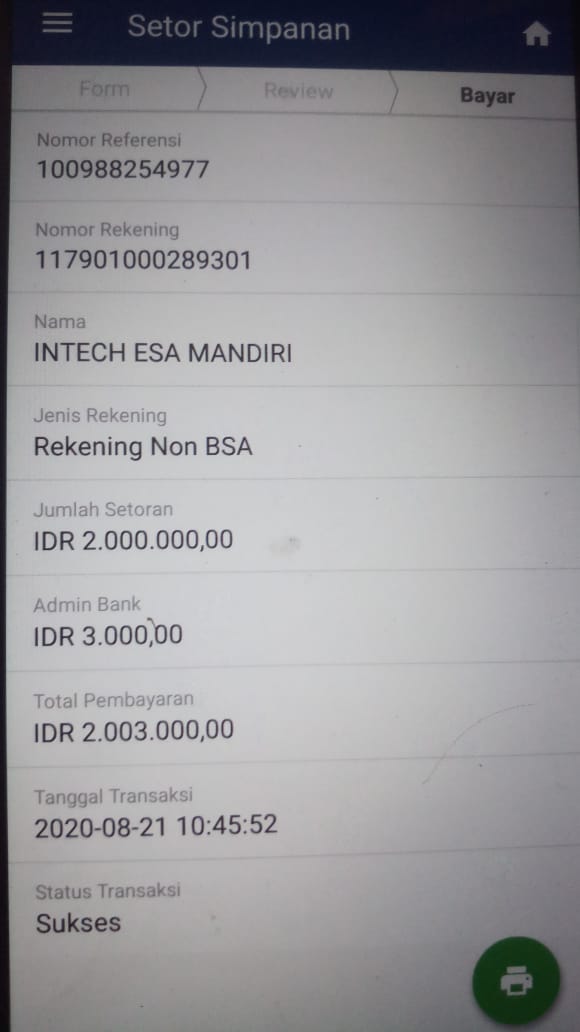 Setor Simpanan
Form
Review
Bayar
Nomor Referensi
100988254977
Nomor Rekening
117901000289301
Nama
INTECH ESA MANDIRI
Jenis Rekening
Rekening Non BSA
Jumlah Setoran
IDR 2.000.000,00
Admin Bank
IDR 3.000,00
Total Pembayaran
IDR 2.003.000,00
Tanggal Transaksi
2020-08-21 10:45:52
Status Transaksi
Sukses